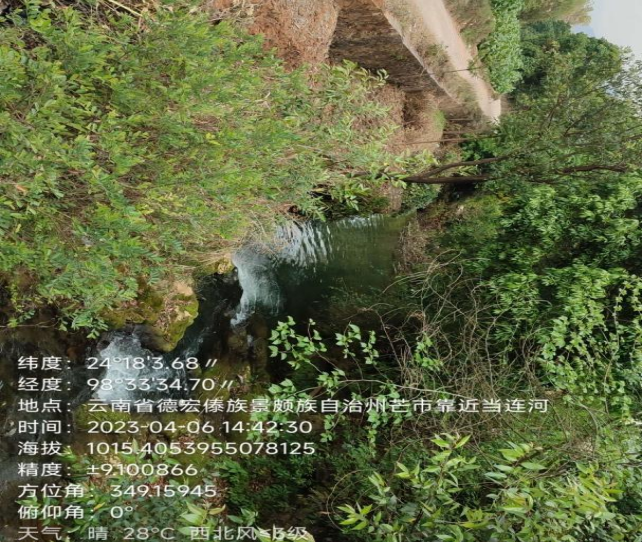 纬度: 24°18′3.68〃
经度: 98°33′34.70〃
地点: 云南省德宏傣族景颇族自治州芒市靠近当连河
时间: 2023-04-06 14:42:30
海拔: 1015.4053955078125
精度: ±9.100866
方位角: 349.15945
俯仰角: 0°
天气: 晴 28°C 西北风<3级